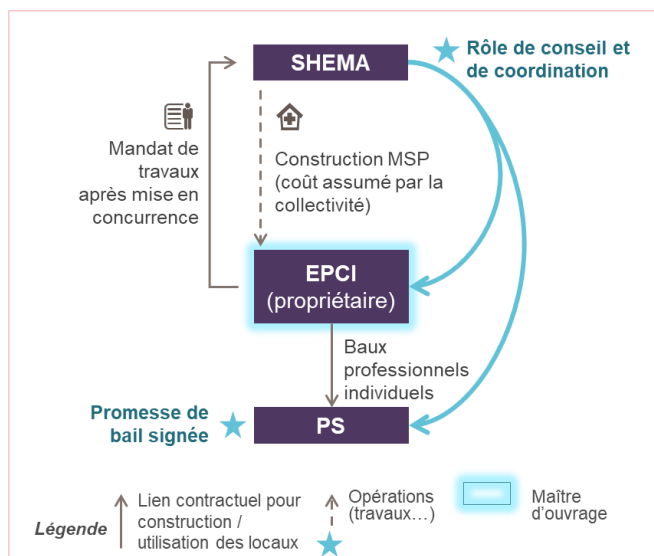 SHEMA
Rôle de conseil et
de coordination
Mandat de
travaux
après mise en
concurrence
Construction MSP
(coût assumé par la
collectivité)
EPCI
(propriétaire)
Baux
professionnels
individuels
Promesse de
bail signée
PS
Légende
Lien contractuel pour
construction /
utilisation des locaux
Opérations
(travaux…)
Maître
d’ouvrage